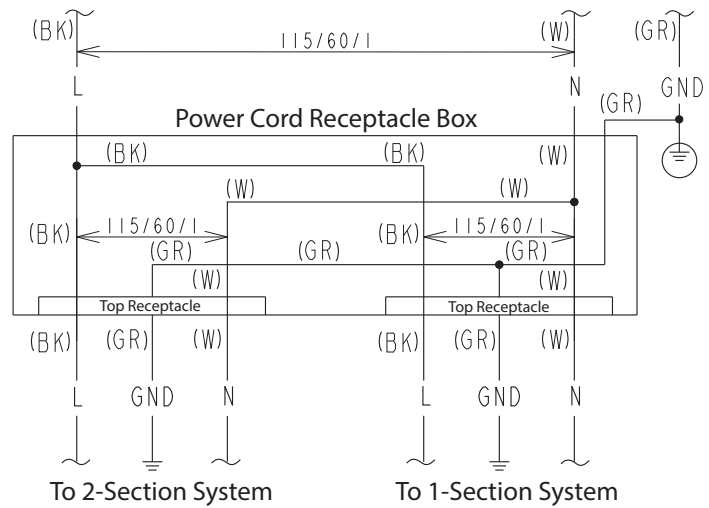 (BK) 115/60/1 (W) (GR)
L N GND
(GR)
Power Cord Receptacle Box
(BK) (BK) (W)
(W) (W)
(BK) 115/60/1 (BK) 115/60/1
(GR) (GR) (GR)
(W) (W)
Top Receptacle Top Receptacle
(BK) (GR) (W) (BK) (GR) (W)
L GND N L GND N
To 2-Section System To 1-Section System